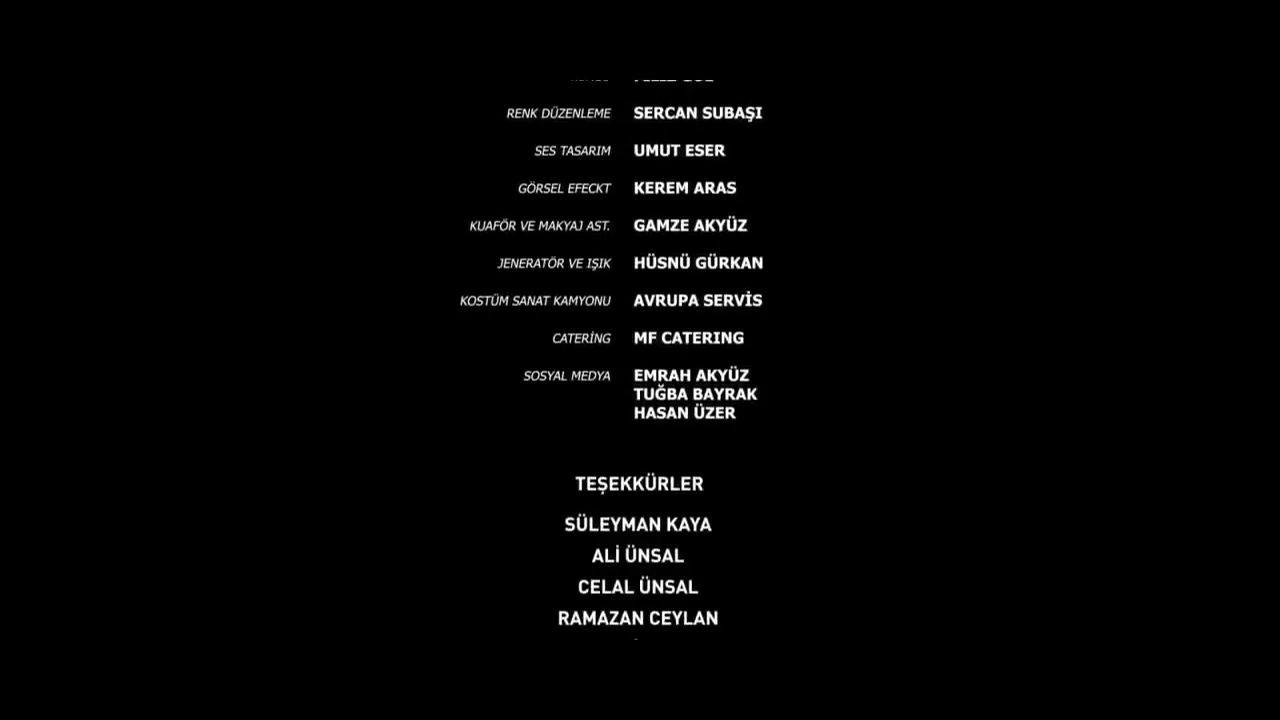 RENK DÜZENLEME SERCAN SUBAŞI
SES TASARIM UMUT ESER
GÖRSEL EFECKT KEREM ARAS
KUAFÖR VE MAKYAJ AST. GAMZE AKYÜZ
JENERATÖR VE IŞIK HÜSNÜ GÜRKAN
KOSTÜM SANAT KAMYONU AVRUPA SERVİS
CATERİNG MF CATERING
SOSYAL MEDYA EMRAH AKYÜZ
TUĞBA BAYRAK
HASAN ÜZER
TEŞEKKÜRLER
SÜLEYMAN KAYA
ALİ ÜNSAL
CELAL ÜNSAL
RAMAZAN CEYLAN